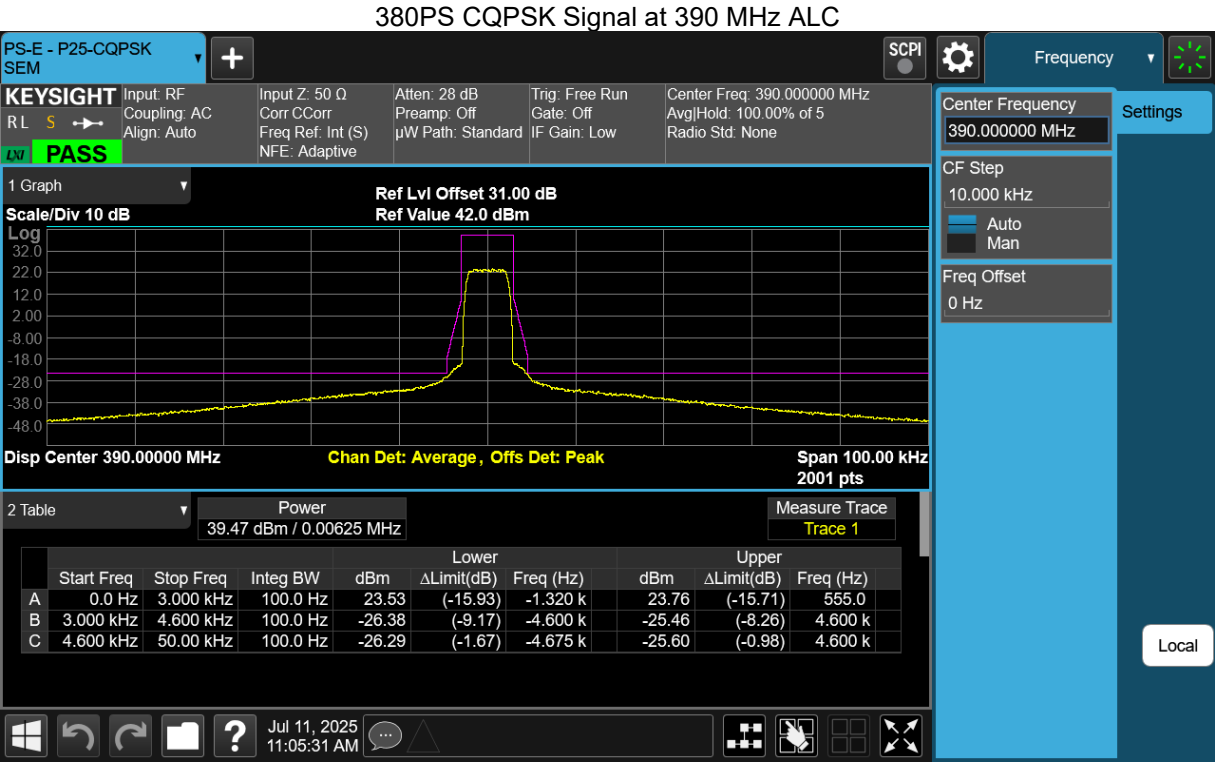 380PS CQPSK Signal at 390 MHz ALC
PS-E - P25-CQPSK
SEM
SCPI
Frequency
KEYSIGHT
R L S
LXI PASS
Input: RF
Coupling: AC
Align: Auto
Input Z: 50 Ω
Corr CCorr
Freq Ref: Int (S)
NFE: Adaptive
Atten: 28 dB
Preamp: Off
µW Path: Standard
Trig: Free Run
Gate: Off
IF Gain: Low
Center Freq: 390.000000 MHz
Avg|Hold: 100.00% of 5
Radio Std: None
Center Frequency
390.000000 MHz
Settings
CF Step
10.000 kHz
Auto
Man
Freq Offset
0 Hz
1 Graph
Ref Lvl Offset 31.00 dB
Scale/Div 10 dB
Ref Value 42.0 dBm
Log
32.0
22.0
12.0
2.00
-8.00
-18.0
-28.0
-38.0
-48.0
Disp Center 390.00000 MHz
Chan Det: Average , Offs Det: Peak
Span 100.00 kHz
2001 pts
2 Table
Power
39.47 dBm / 0.00625 MHz
Measure Trace
Trace 1
Lower Upper
Start Freq Stop Freq Integ BW dBm ΔLimit(dB) Freq (Hz) dBm ΔLimit(dB) Freq (Hz)
A 0.0 Hz 3.000 kHz 100.0 Hz 23.53 (-15.93) -1.320 k 23.76 (-15.71) 555.0
B 3.000 kHz 4.600 kHz 100.0 Hz -26.38 (-9.17) -4.600 k -25.46 (-8.26) 4.600 k
C 4.600 kHz 50.00 kHz 100.0 Hz -26.29 (-1.67) -4.675 k -25.60 (-0.98) 4.600 k
Local
Jul 11, 2025
11:05:31 AM